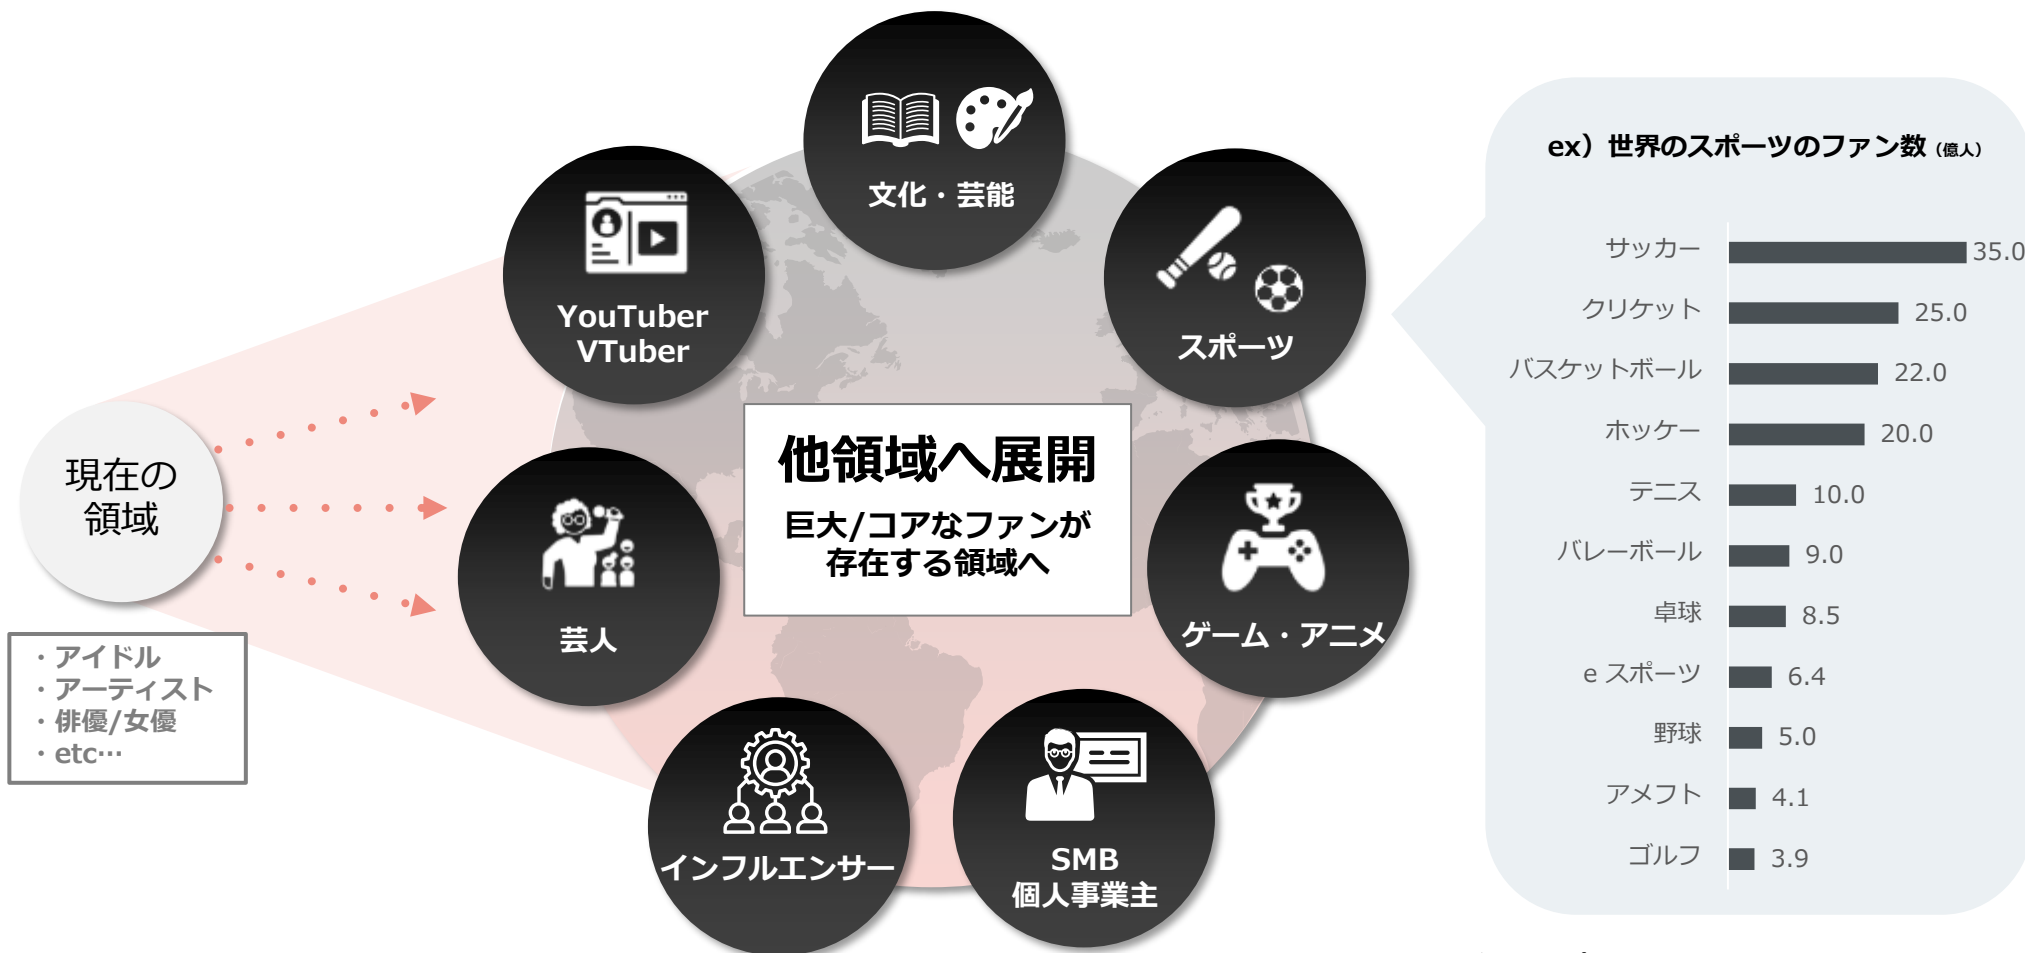 文化・芸能
YouTuber
VTuber
スポーツ
現在の
領域
・アイドル
・アーティスト
・俳優/女優
・etc…
他領域へ展開
巨大/コアなファンが
存在する領域へ
芸人
ゲーム・アニメ
インフルエンサー
SMB
個人事業主
ex）世界のスポーツのファン数（億人）
サッカー 35.0
クリケット 25.0
バスケットボール 22.0
ホッケー 20.0
テニス 10.0
バレーボール 9.0
卓球 8.5
e スポーツ 6.4
野球 5.0
アメフト 4.1
ゴルフ 3.9